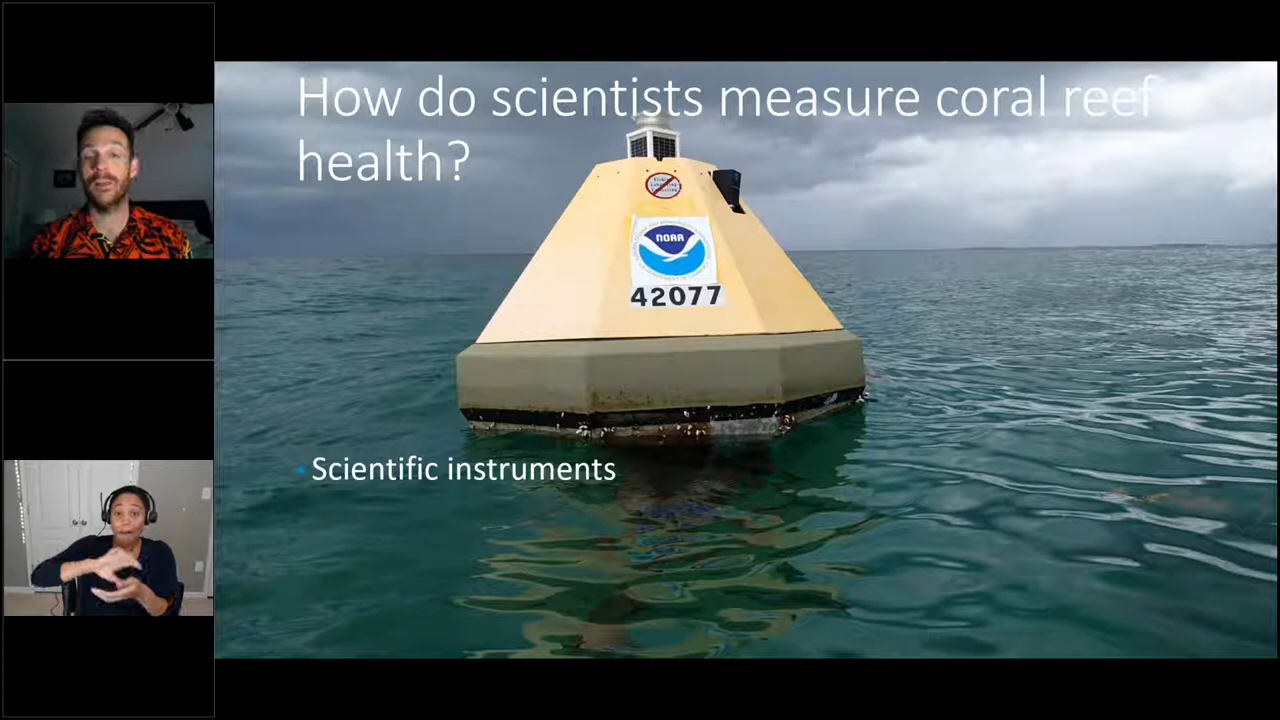 How do scientists measure coral reef
health?
NOAA
42077
Scientific instruments